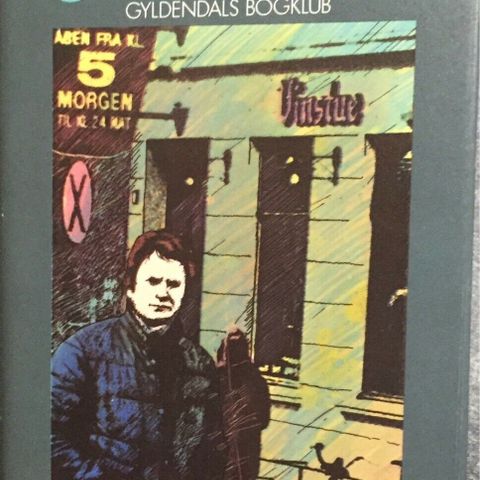 GYLDENDALS BOGKLUB
ÅBEN FRA KL.
5
MORGEN
TIL KL. 24 NAT
X
Vinstue